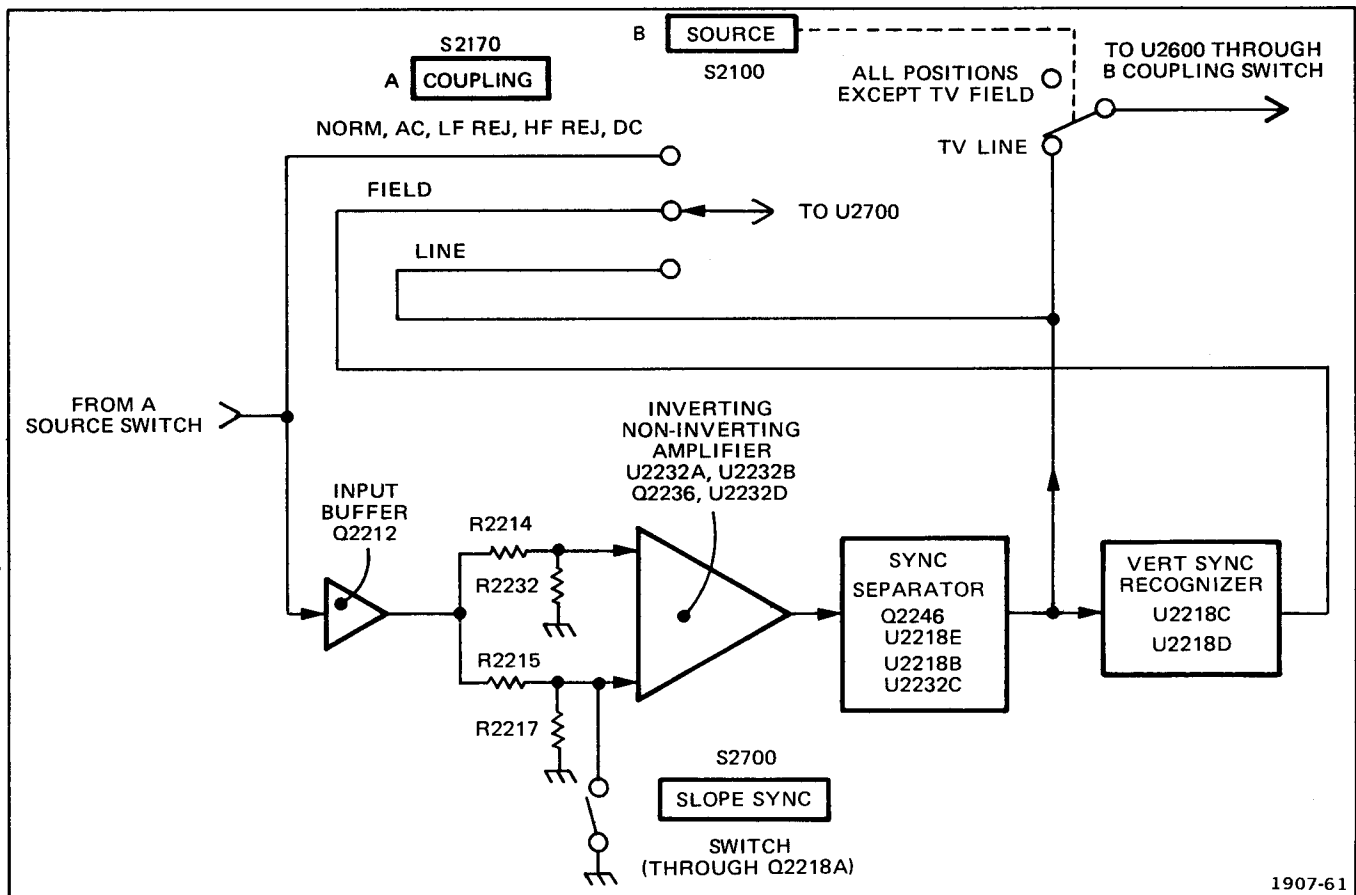 S2170
A COUPLING
B SOURCE
S2100
ALL POSITIONS
EXCEPT TV FIELD
TO U2600 THROUGH
B COUPLING SWITCH
TV LINE
NORM, AC, LF REJ, HF REJ, DC
FIELD
TO U2700
LINE
FROM A
SOURCE SWITCH
INPUT
BUFFER
Q2212
R2214
R2232
R2215
R2217
INVERTING
NON-INVERTING
AMPLIFIER
U2232A, U2232B
Q2236, U2232D
SYNC
SEPARATOR
Q2246
U2218E
U2218B
U2232C
VERT SYNC
RECOGNIZER
U2218C
U2218D
S2700
SLOPE SYNC
SWITCH
(THROUGH Q2218A)
1907-61